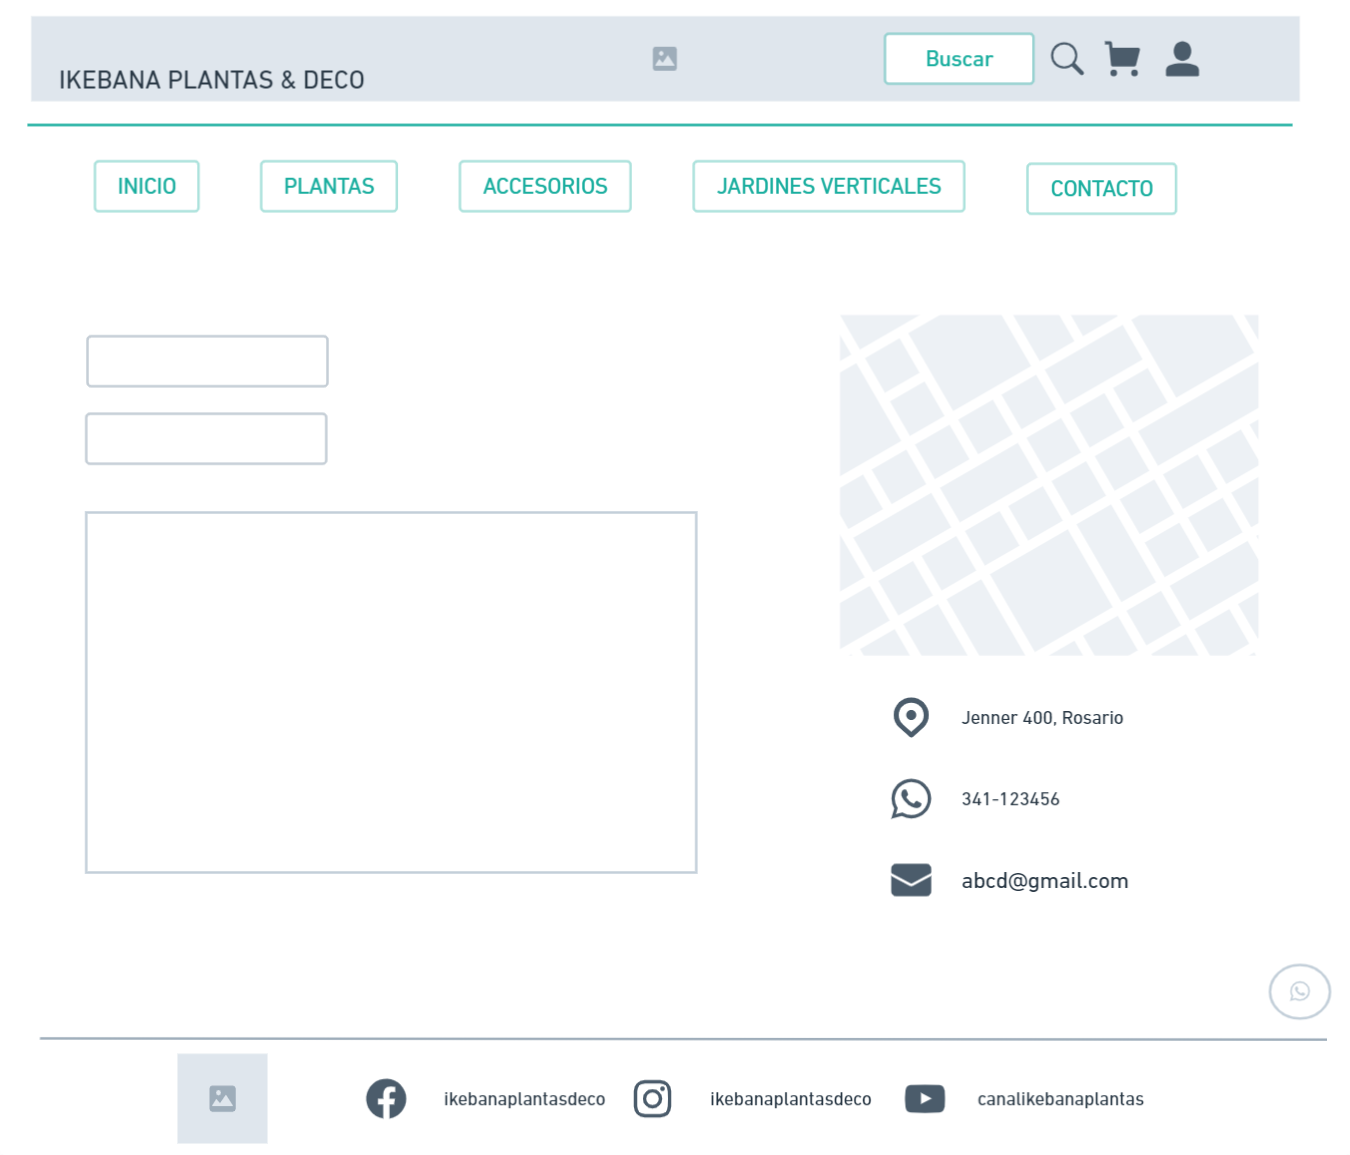 IKEBANA PLANTAS & DECO
Buscar
INICIO
PLANTAS
ACCESORIOS
JARDINES VERTICALES
CONTACTO
Jenner 400, Rosario
341-123456
abcd@gmail.com
ikebanaplantasdeco
ikebanaplantasdeco
canalikebanaplantas